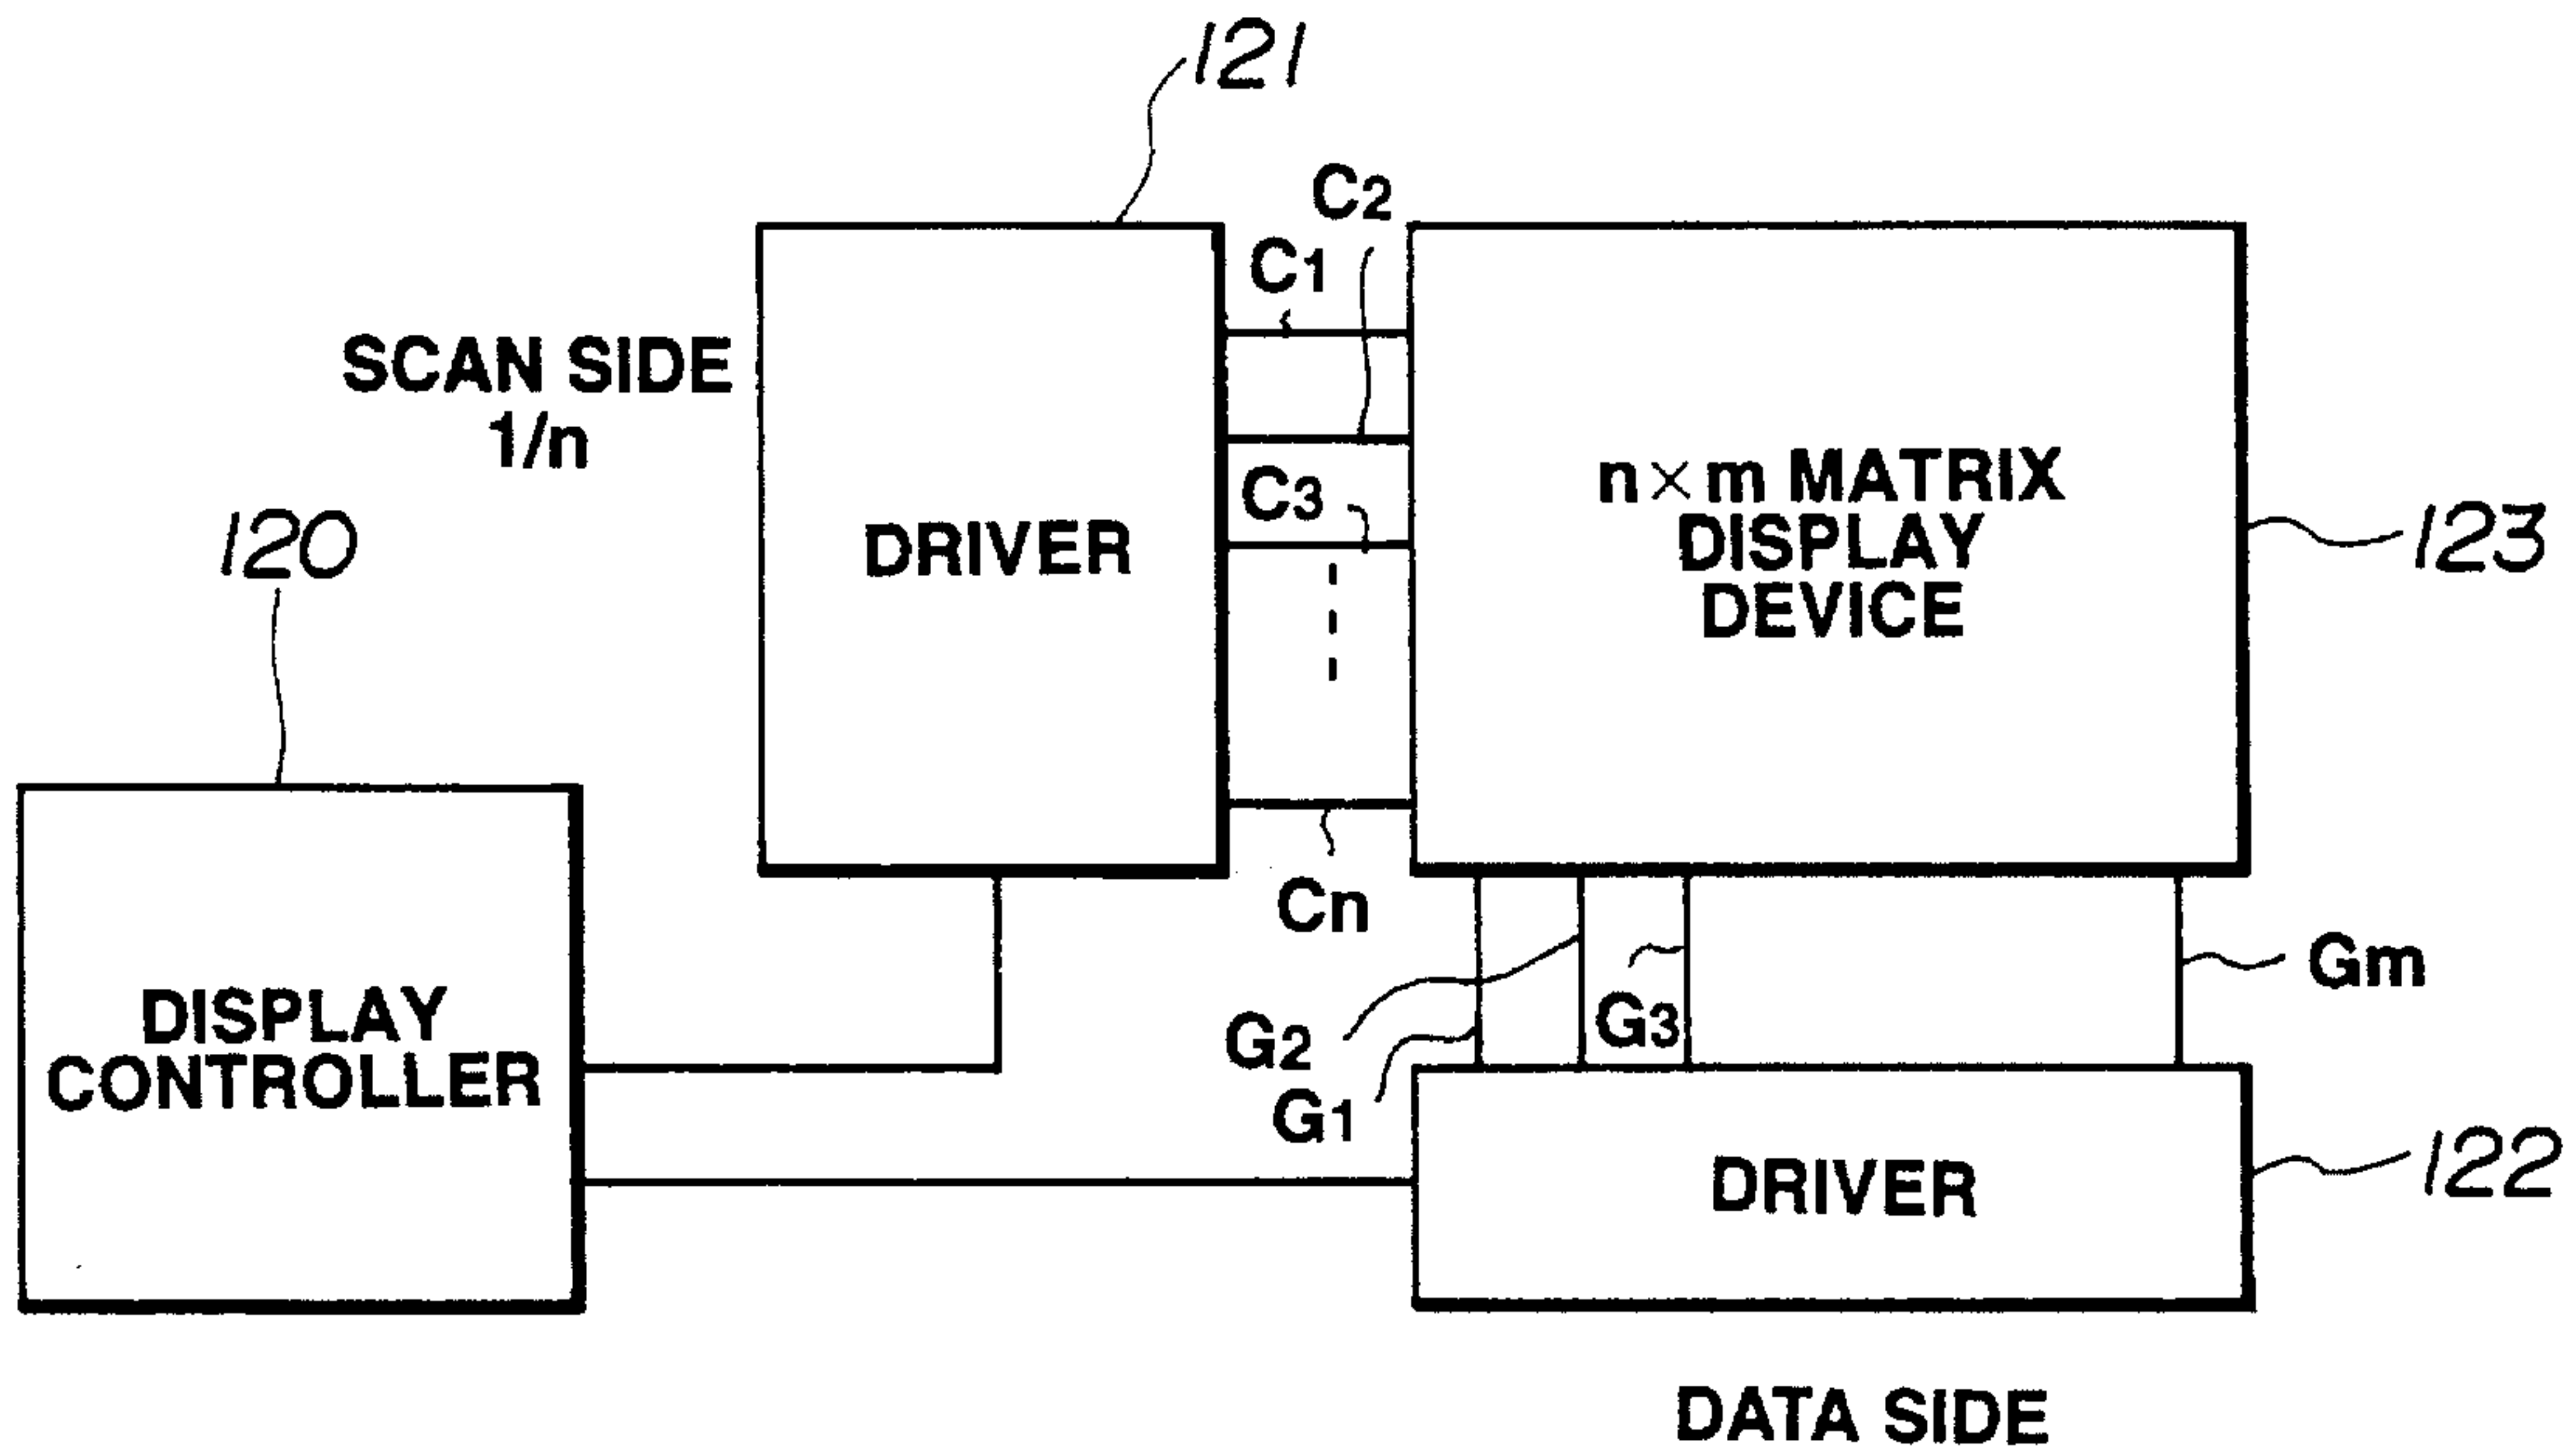 121
C2
C1
SCAN SIDE
1/n
C3
n×m MATRIX
DISPLAY
DEVICE
DRIVER
120
123
Cn
Gm
DISPLAY
CONTROLLER
G2
G3
G1
DRIVER
122
DATA SIDE